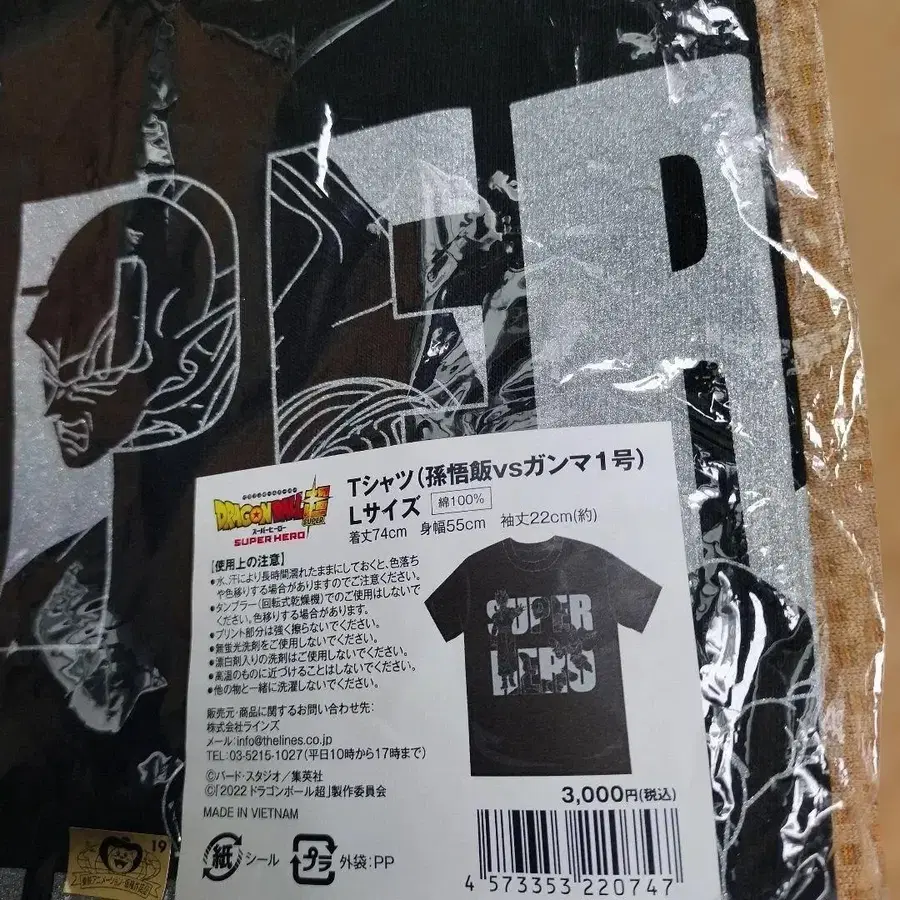 PER
ドラゴンボール
DRAGON BALL 超
SUPER
スーパーヒーロー
SUPER HERO
Tシャツ(孫悟飯vsガンマ1号)
Lサイズ 綿100%
着丈74cm 身幅55cm 袖丈22cm(約)
【使用上の注意】
●水、汗により長時間濡れたままにしておくと、色落ち
や色移りする場合がありますのでご注意ください。
●タンブラー(回転式乾燥機)でのご使用はしないで
ください。色移りする場合があります。
●プリント部分は強く擦らないでください。
●無蛍光洗剤をご使用しないでください。
●漂白剤入りの洗剤はご使用しないでください。
●高温のものに近づけることはしないでください。
●他の物と一緒に洗濯しないでください。
販売元・商品に関するお問い合わせ先:
株式会社ラインズ
メール:info@thelines.co.jp
TEL:03-5215-1027(平日10時から17時まで)
©バード・スタジオ/集英社
©「2022 ドラゴンボール超」製作委員会
MADE IN VIETNAM
紙 シール プラ 外袋:PP
SUPER
HERO
3,000円(税込)
4 573353 220747
19